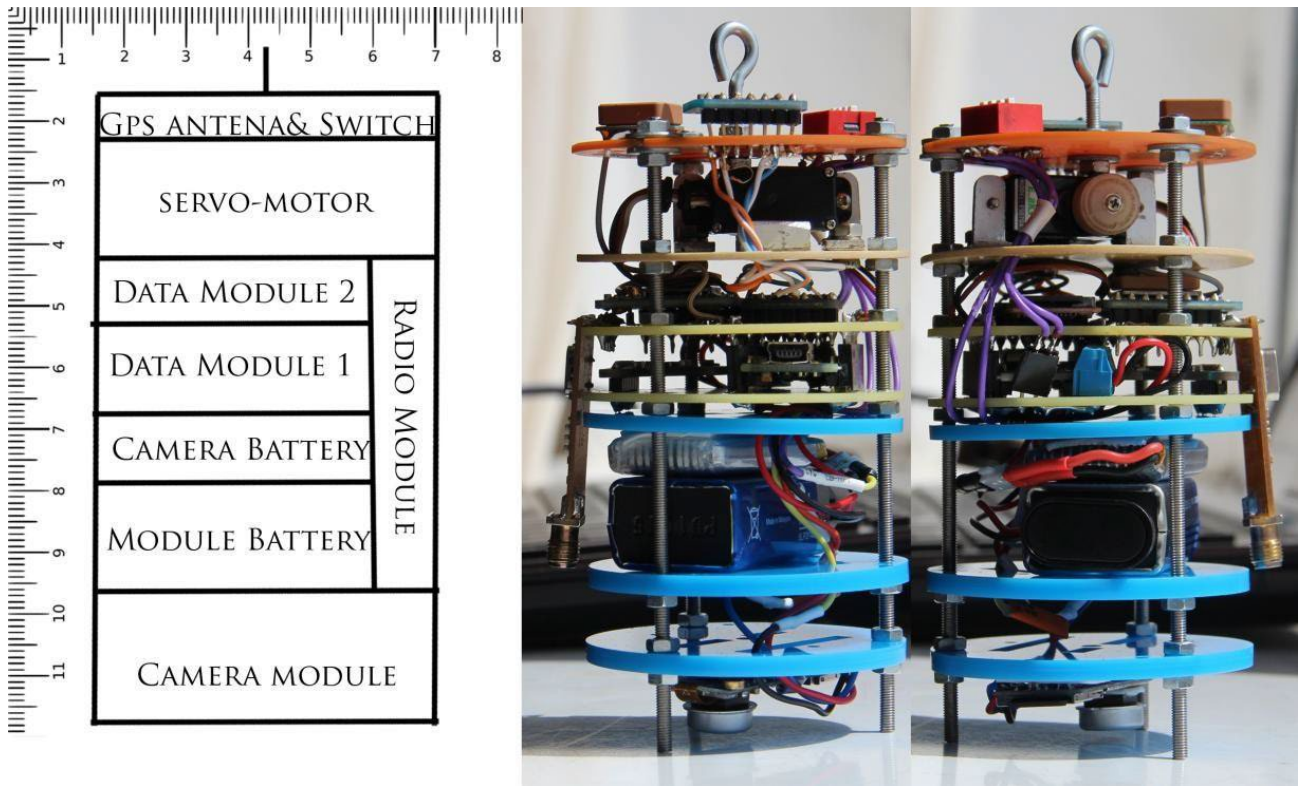 1 2 3 4 5 6 7 8
1
2
3
4
5
6
7
8
9
10
11
GPS ANTENA& SWITCH
SERVO-MOTOR
DATA MODULE 2
DATA MODULE 1
CAMERA BATTERY
MODULE BATTERY
RADIO MODULE
CAMERA MODULE